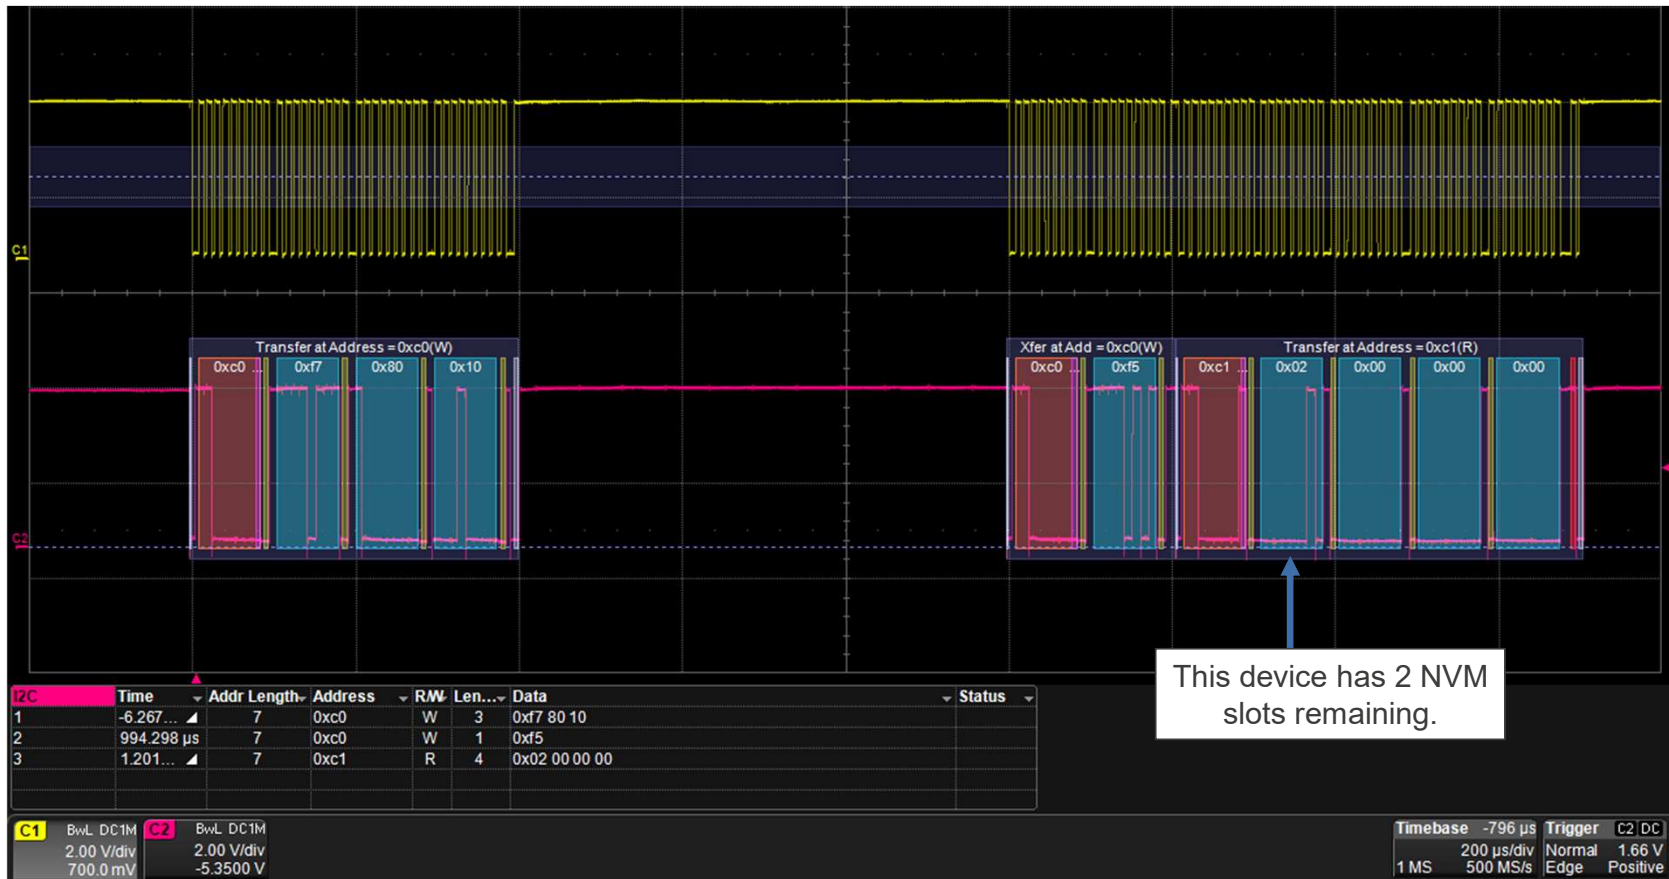 C1
Transfer at Address = 0xc0(W)
0xc0 ...
0xf7
0x80
0x10
Xfer at Add = 0xc0(W)
0xc0 ...
0xf5
Transfer at Address = 0xc1(R)
0xc1 ...
0x02
0x00
0x00
0x00
C2
This device has 2 NVM
slots remaining.
I2C Time Addr Length Address R/W Len... Data Status
1 -6.267... 7 0xc0 W 3 0xf7 80 10
2 994.298 µs 7 0xc0 W 1 0xf5
3 1.201... 7 0xc1 R 4 0x02 00 00 00
C1 BwL DC1M
2.00 V/div
700.0 mV
C2 BwL DC1M
2.00 V/div
-5.3500 V
Timebase -796 µs
200 µs/div
1 MS 500 MS/s
Trigger C2 DC
Normal 1.66 V
Edge Positive